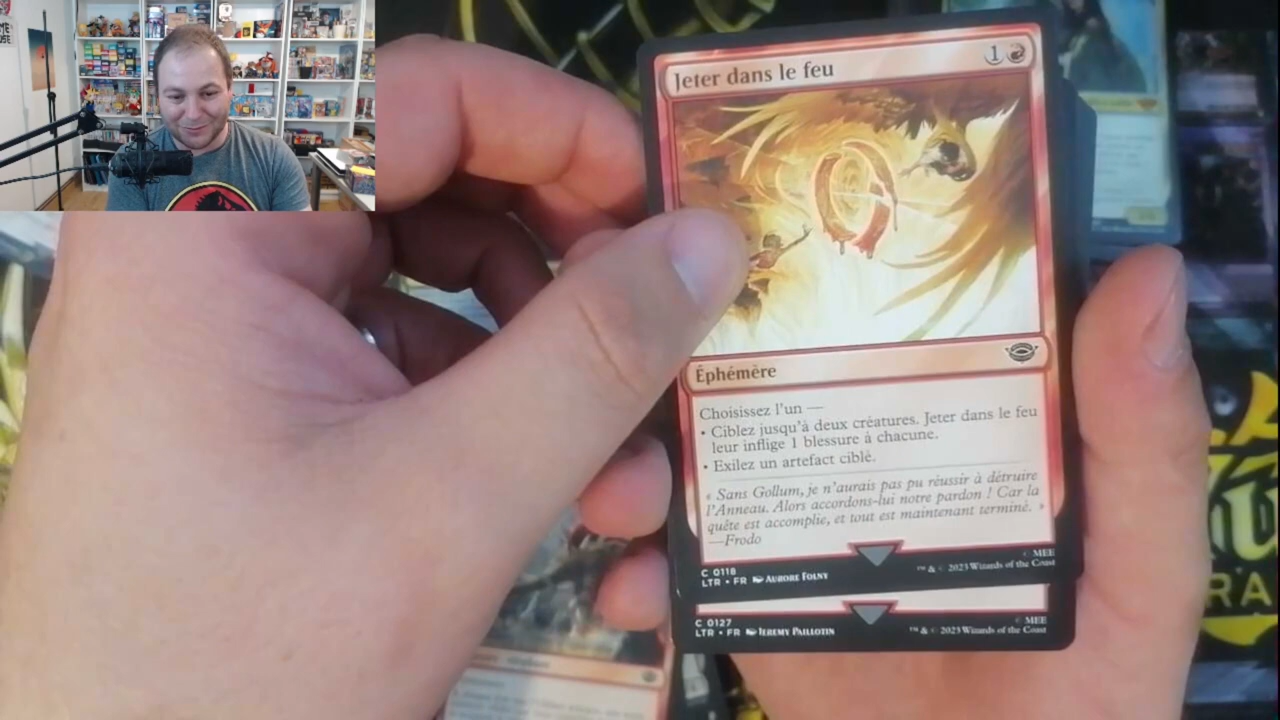 Jeter dans le feu
1
Éphémère
Choisissez l'un —
• Ciblez jusqu'à deux créatures. Jeter dans le feu
leur inflige 1 blessure à chacune.
• Exilez un artefact ciblé.
« Sans Gollum, je n'aurais pas pu réussir à détruire
l'Anneau. Alors accordons-lui notre pardon ! Car la
quête est accomplie, et tout est maintenant terminé. »
—Frodo
C 0118
LTR • FR Aurore Folny
© MEE
™ & © 2023 Wizards of the Coast
C 0127
LTR • FR Jeremy Paillotin
© MEE
™ & © 2023 Wizards of the Coast